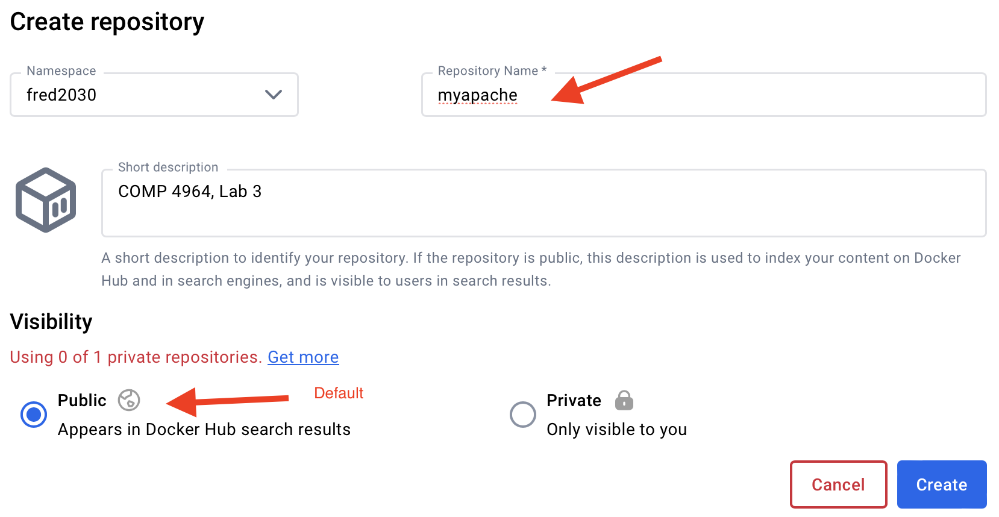 Create repository
Namespace
fred2030
Repository Name *
myapache
Short description
COMP 4964, Lab 3
A short description to identify your repository. If the repository is public, this description is used to index your content on Docker
Hub and in search engines, and is visible to users in search results.
Visibility
Using 0 of 1 private repositories. Get more
Public
Default
Appears in Docker Hub search results
Private
Only visible to you
Cancel
Create